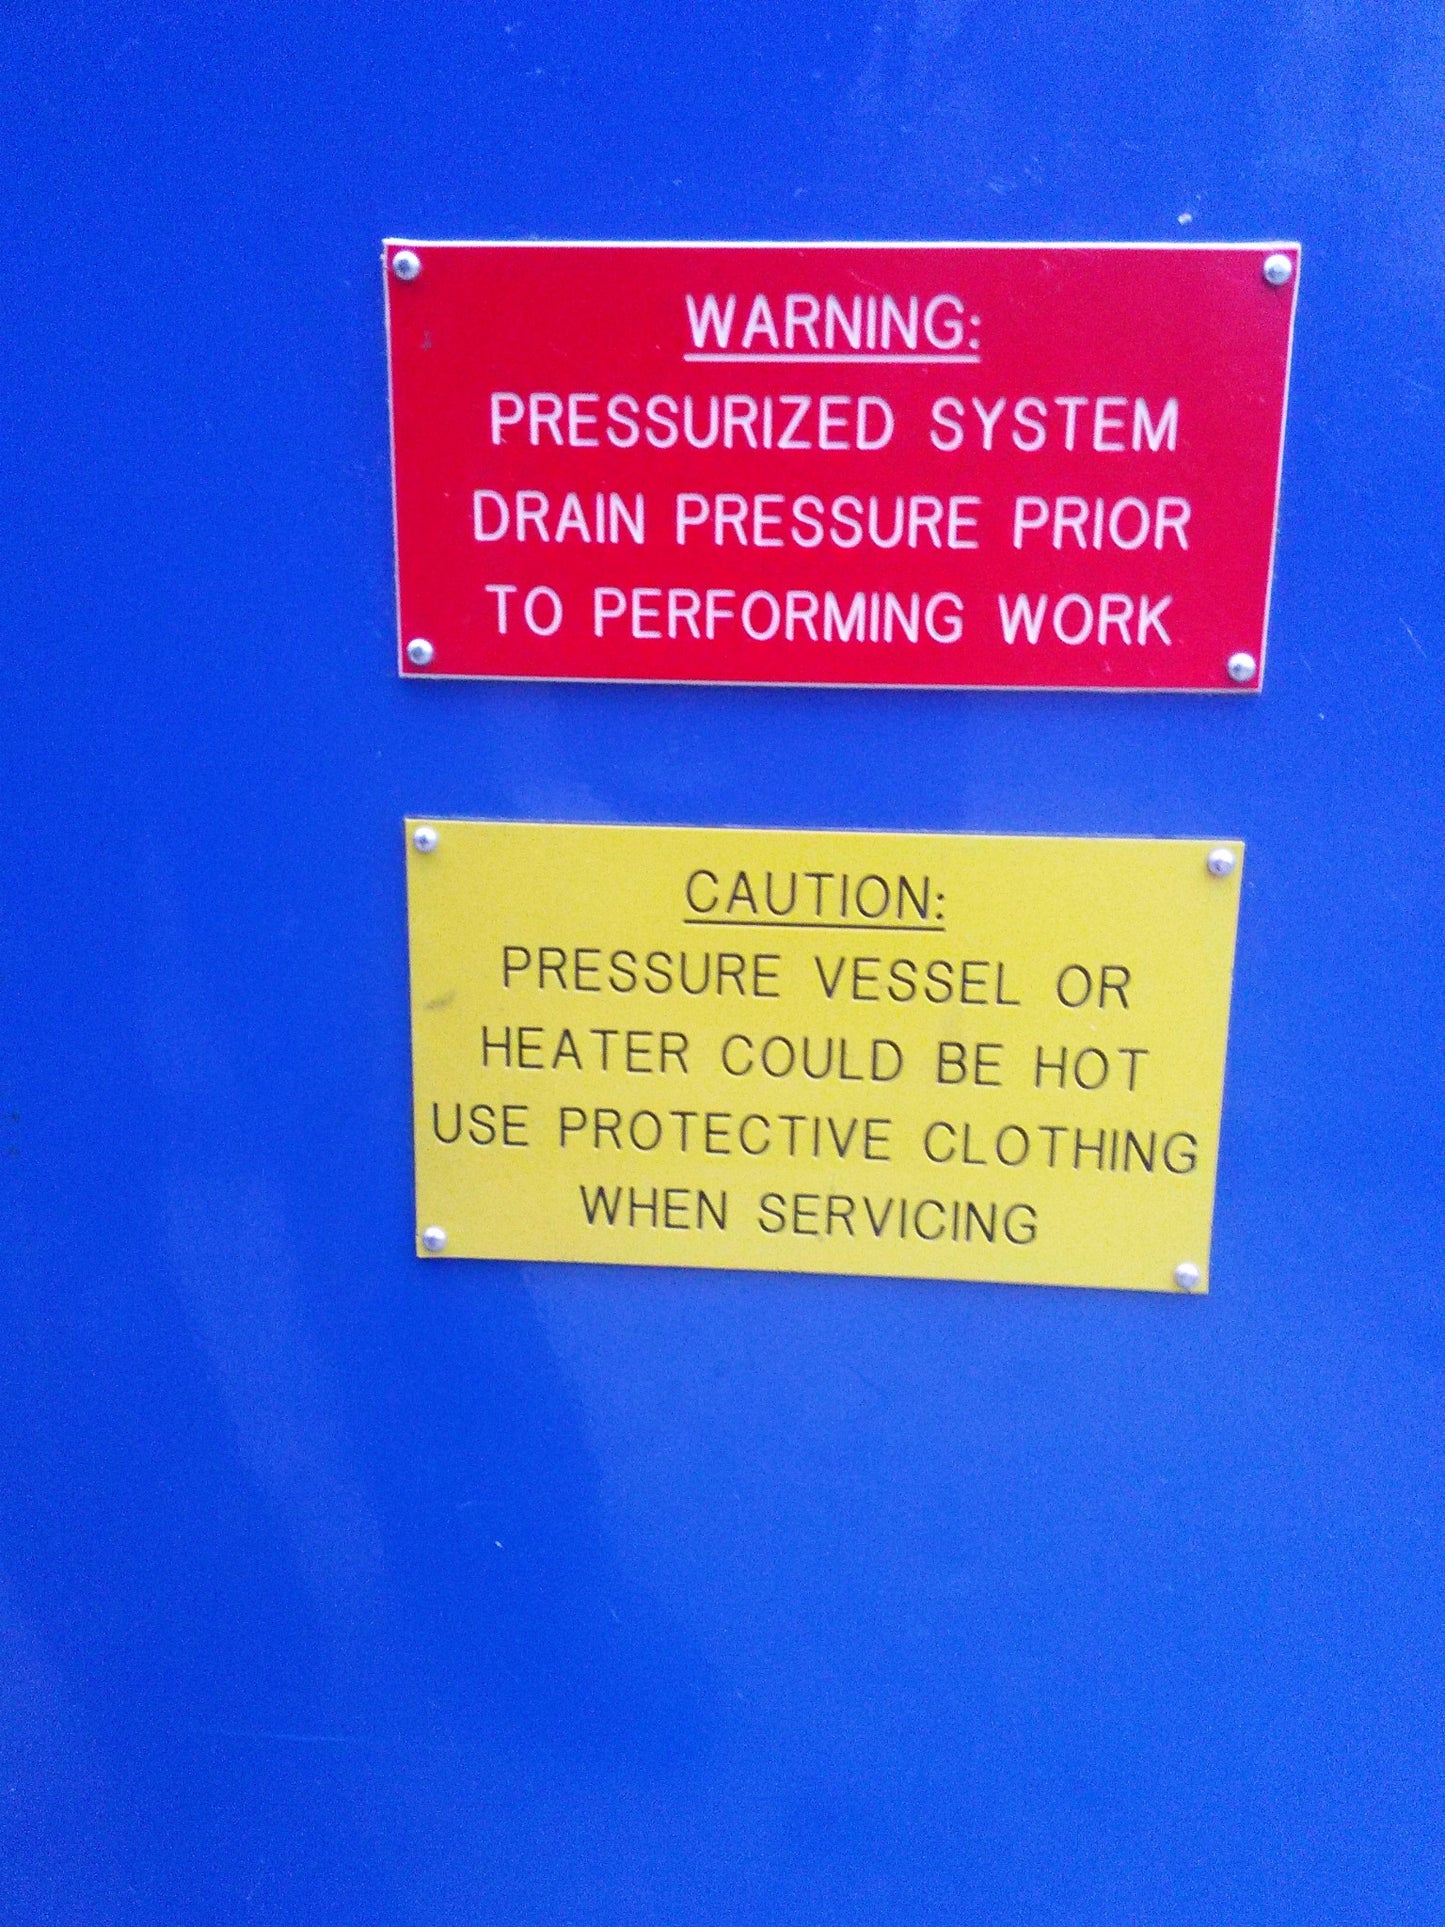 WARNING:
PRESSURIZED SYSTEM
DRAIN PRESSURE PRIOR
TO PERFORMING WORK
CAUTION:
PRESSURE VESSEL OR
HEATER COULD BE HOT
USE PROTECTIVE CLOTHING
WHEN SERVICING